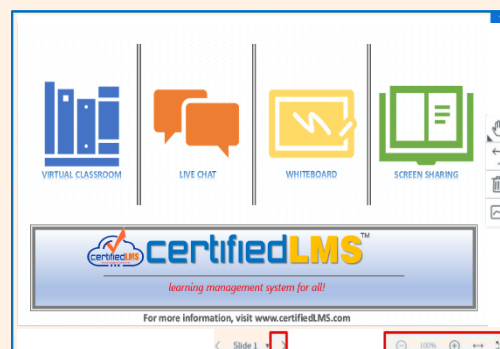 VIRTUAL CLASSROOM
LIVE CHAT
WHITEBOARD
SCREEN SHARING
certifiedLMS
certifiedLMS™
learning management system for all!
For more information, visit www.certifiedLMS.com
Slide 1
100%